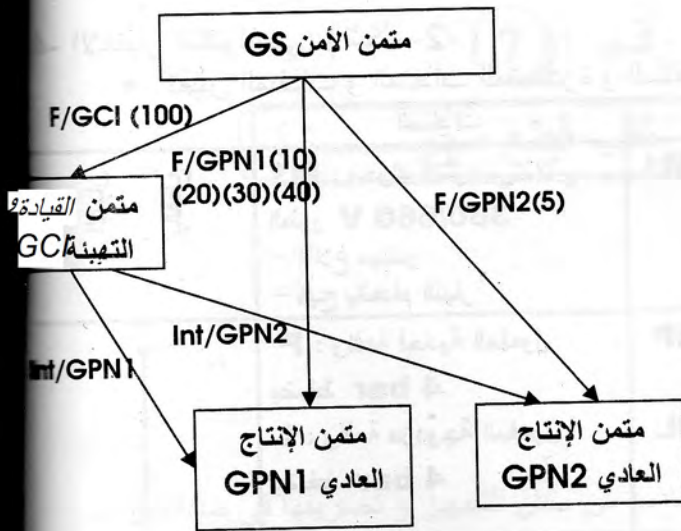 متمن الأمن GS
F/GCI (100)
F/GPN1(10)
(20)(30)(40)
F/GPN2(5)
متمن القيادة و
التهيئة GCI
Int/GPN2
Int/GPN1
متمن الإنتاج
العادي GPN1
متمن الإنتاج
العادي GPN2